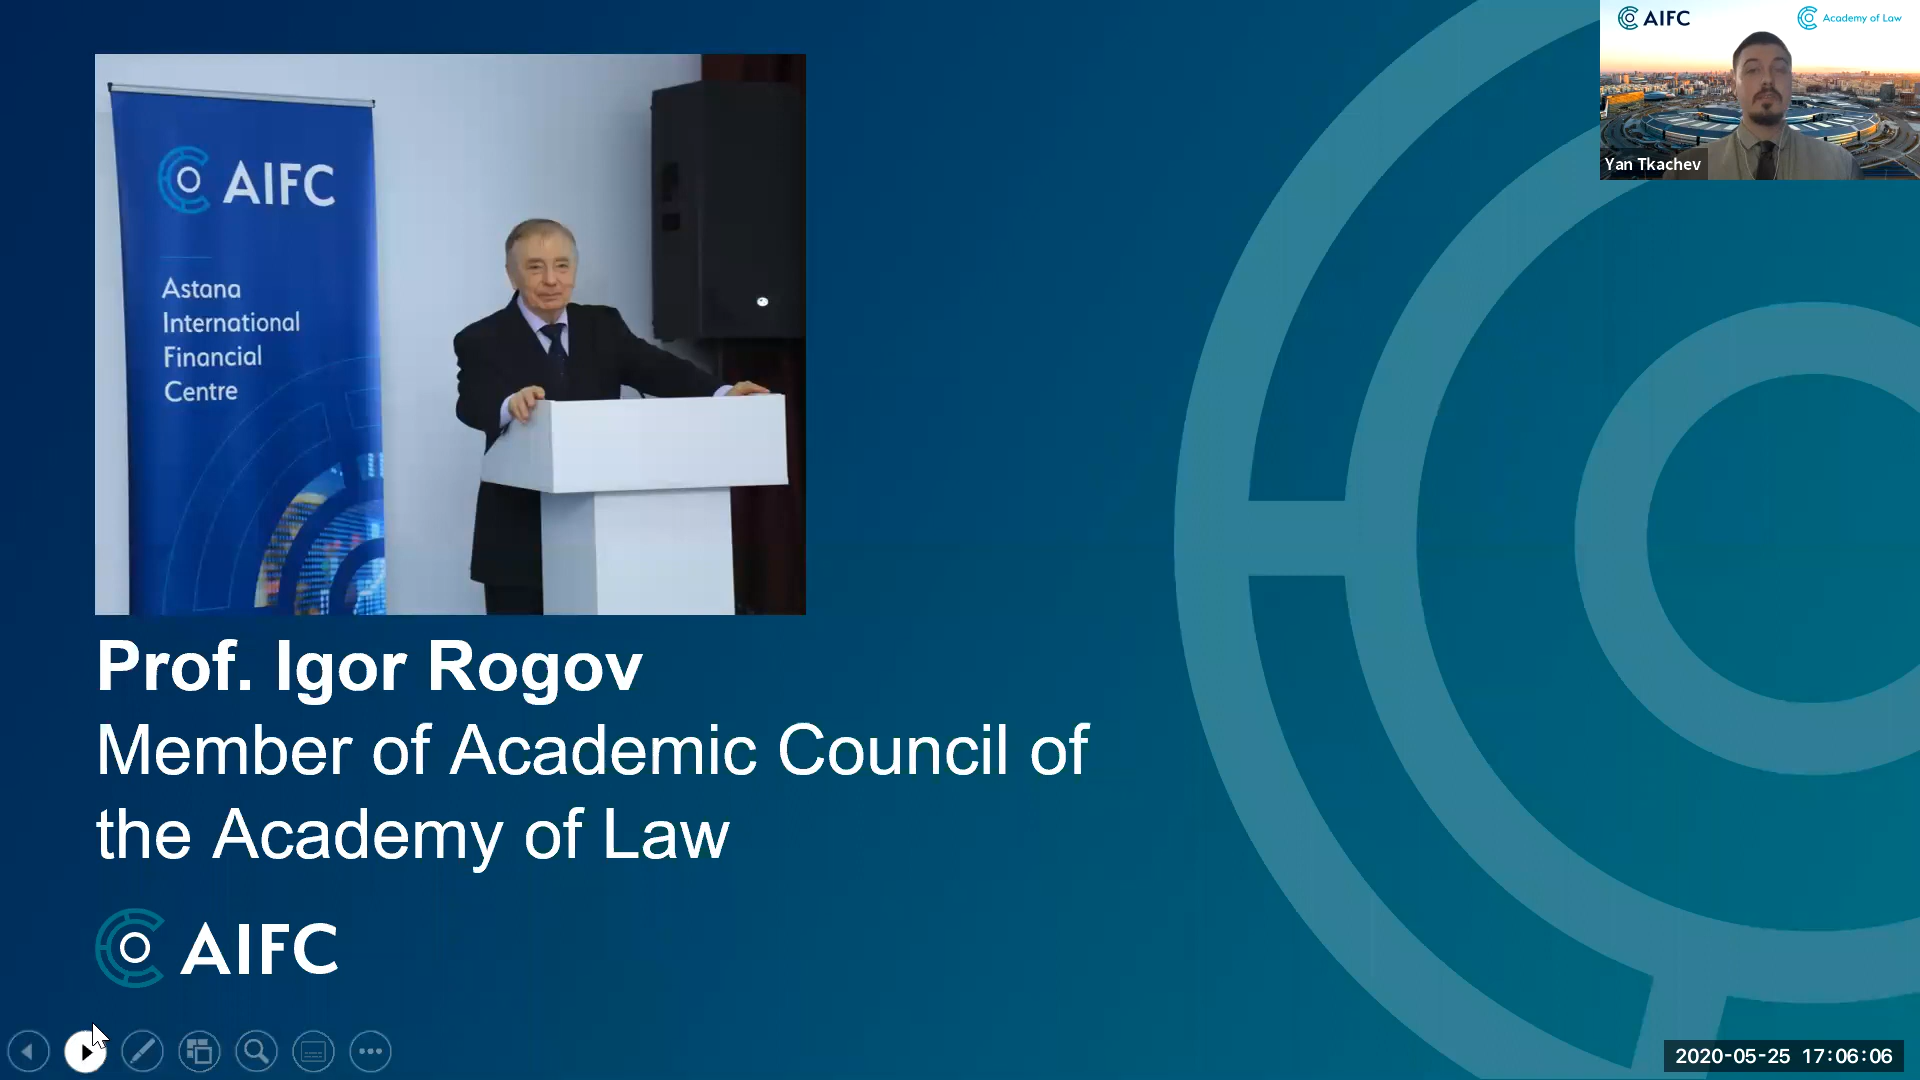 AIFC
Astana
International
Financial
Centre
AIFC
Academy of Law
Yan Tkachev
Prof. Igor Rogov
Member of Academic Council of
the Academy of Law
AIFC
2020-05-25 17:06:06